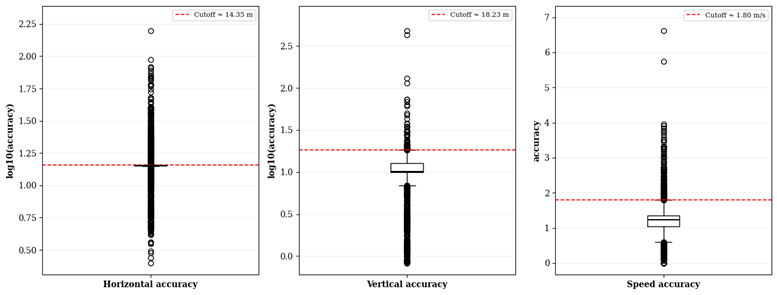 log10(accuracy)
2.25
2.00
1.75
1.50
1.25
1.00
0.75
0.50
Cutoff ≈ 14.35 m
Horizontal accuracy
log10(accuracy)
2.5
2.0
1.5
1.0
0.5
0.0
Cutoff ≈ 18.23 m
Vertical accuracy
accuracy
7
6
5
4
3
2
1
0
Cutoff ≈ 1.80 m/s
Speed accuracy